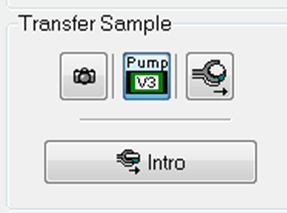 Transfer Sample
Pump
V3
Intro